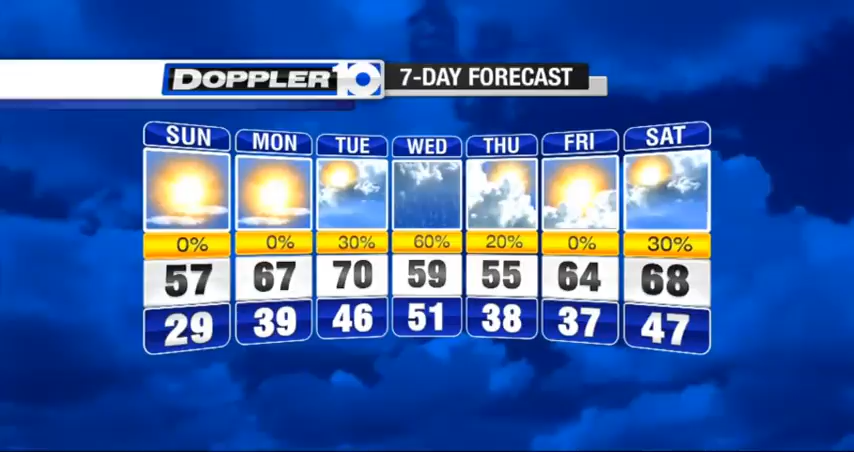 DOPPLER 10 7-DAY FORECAST
SUN MON TUE WED THU FRI SAT
0% 0% 30% 60% 20% 0% 30%
57 67 70 59 55 64 68
29 39 46 51 38 37 47